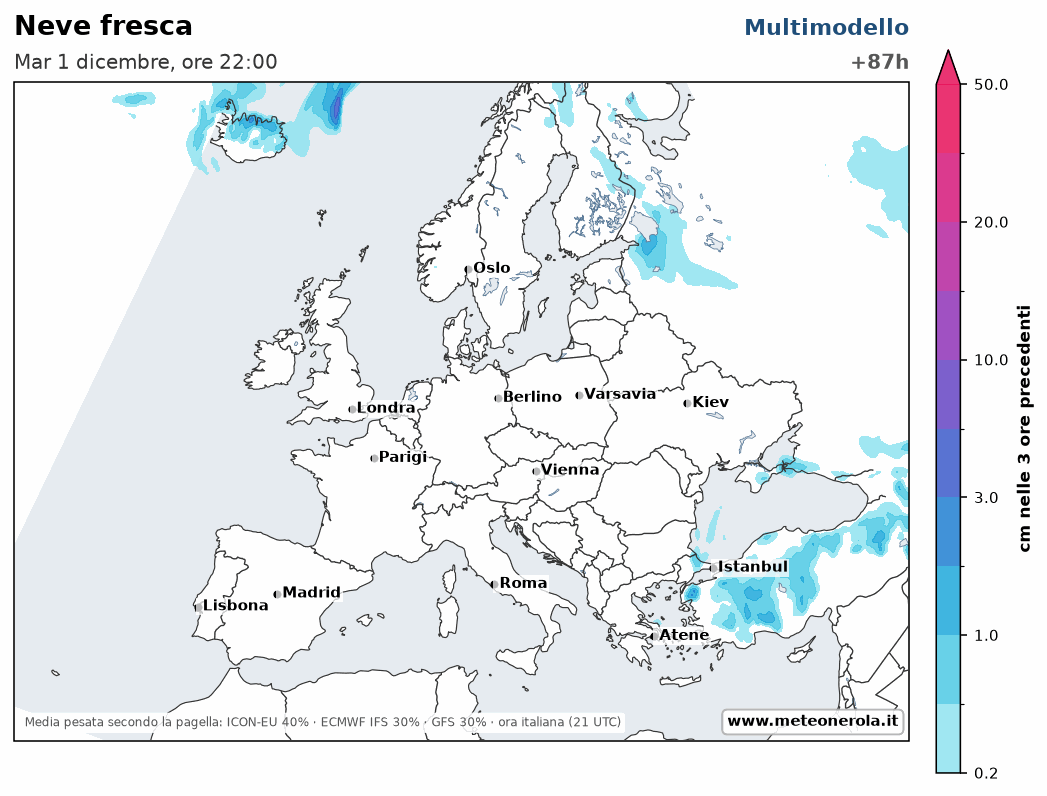 Neve fresca
Multimodello
Mar 1 dicembre, ore 22:00
+87h
50.0
20.0
10.0
3.0
1.0
0.2
cm nelle 3 ore precedenti
Oslo
Berlino
Varsavia
Kiev
Londra
Parigi
Vienna
Istanbul
Roma
Madrid
Lisbona
Atene
Media pesata secondo la pagella: ICON-EU 40% · ECMWF IFS 30% · GFS 30% · ora italiana (21 UTC)
www.meteonerola.it